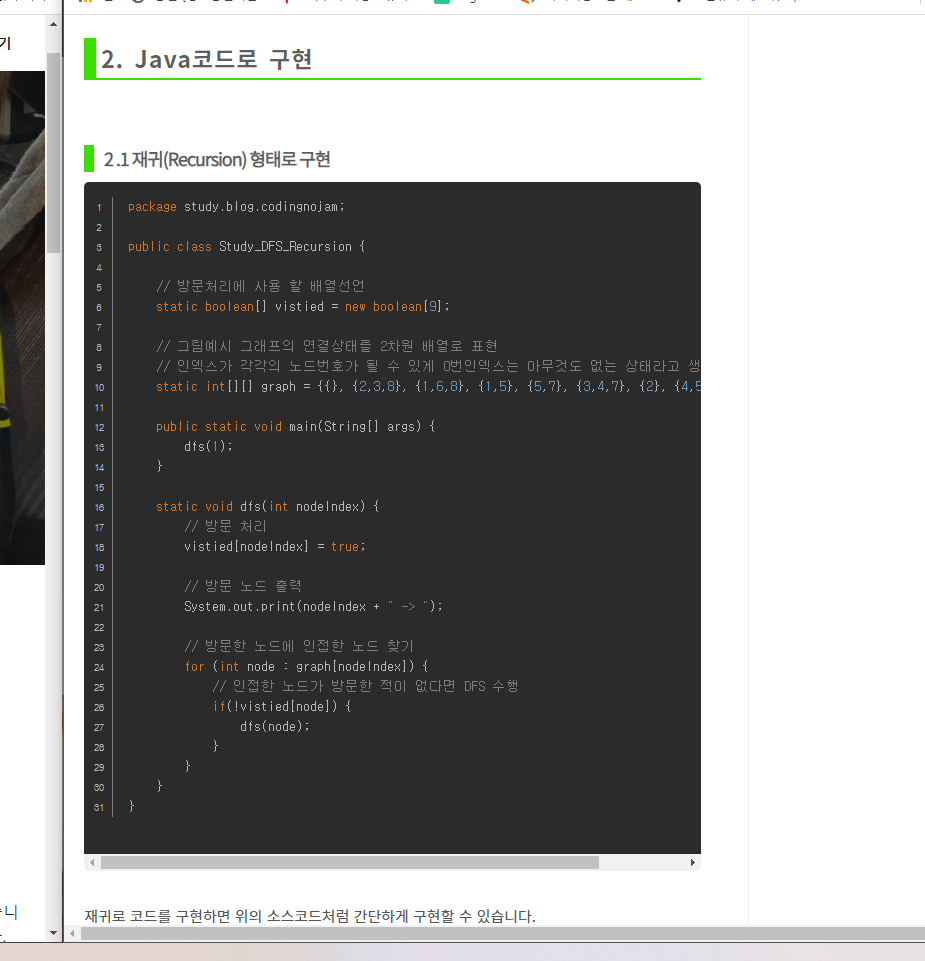 기
2. Java코드로 구현
2.1 재귀(Recursion) 형태로 구현
1 package study.blog.codingnojam;
2
3 public class Study_DFS_Recursion {
4
5 // 방문처리에 사용 할 배열선언
6 static boolean[] vistied = new boolean[9];
7
8 // 그림예시 그래프의 연결상태를 2차원 배열로 표현
9 // 인덱스가 각각의 노드번호가 될 수 있게 0번인덱스는 아무것도 없는 상태라고 생
10 static int[][] graph = {{}, {2,3,8}, {1,6,8}, {1,5}, {5,7}, {3,4,7}, {2}, {4,5
11
12 public static void main(String[] args) {
13 dfs(1);
14 }
15
16 static void dfs(int nodeIndex) {
17 // 방문 처리
18 vistied[nodeIndex] = true;
19
20 // 방문 노드 출력
21 System.out.print(nodeIndex + " -> ");
22
23 // 방문한 노드에 인접한 노드 찾기
24 for (int node : graph[nodeIndex]) {
25 // 인접한 노드가 방문한 적이 없다면 DFS 수행
26 if(!vistied[node]) {
27 dfs(node);
28 }
29 }
30 }
31 }
니
재귀로 코드를 구현하면 위의 소스코드처럼 간단하게 구현할 수 있습니다.